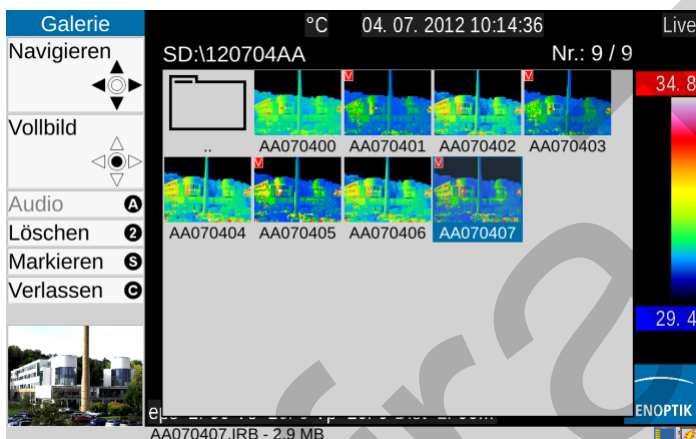 Galerie
°C 04. 07. 2012 10:14:36 Live
Navigieren
SD:\120704AA Nr.: 9 / 9
34. 8
Vollbild
..
AA070400 AA070401 AA070402 AA070403
V
V
Audio A
Löschen 2
Markieren S
Verlassen C
V
V
AA070404 AA070405 AA070406 AA070407
29. 4
ENOPTIK
AA070407.IRB - 2.9 MB